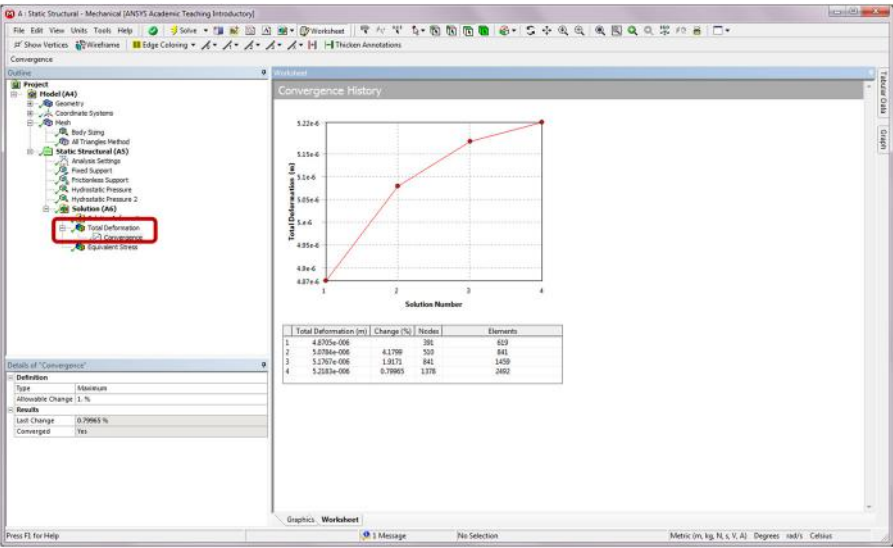 A : Static Structural - Mechanical [ANSYS Academic Teaching Introductory]
File Edit View Units Tools Help Solve Worksheet
Show Vertices Wireframe Edge Coloring Thicken Annotations
Convergence
Outline
Project
Model (A4)
Geometry
Coordinate Systems
Mesh
Body Sizing
All Triangles Method
Static Structural (A5)
Analysis Settings
Fixed Support
Frictionless Support
Hydrostatic Pressure
Hydrostatic Pressure 2
Solution (A6)
Total Deformation
Convergence
Equivalent Stress
Details of "Convergence"
Definition
Type Maximum
Allowable Change 1. %
Results
Last Change 0.79965 %
Converged Yes
Worksheet
Convergence History
5.22e-6
5.15e-6
5.1e-6
5.05e-6
5.e-6
4.95e-6
4.9e-6
4.87e-6
Total Deformation (m)
1 2 3 4
Solution Number
Total Deformation (m) Change (%) Nodes Elements
1 4.8705e-006 391 619
2 5.0784e-006 4.1799 510 841
3 5.1767e-006 1.9171 841 1459
4 5.2183e-006 0.79965 1376 2492
Tabular Data
Graph
Graphics Worksheet
Press F1 for Help 1 Message No Selection Metric (m, kg, N, s, V, A) Degrees rad/s Celsius